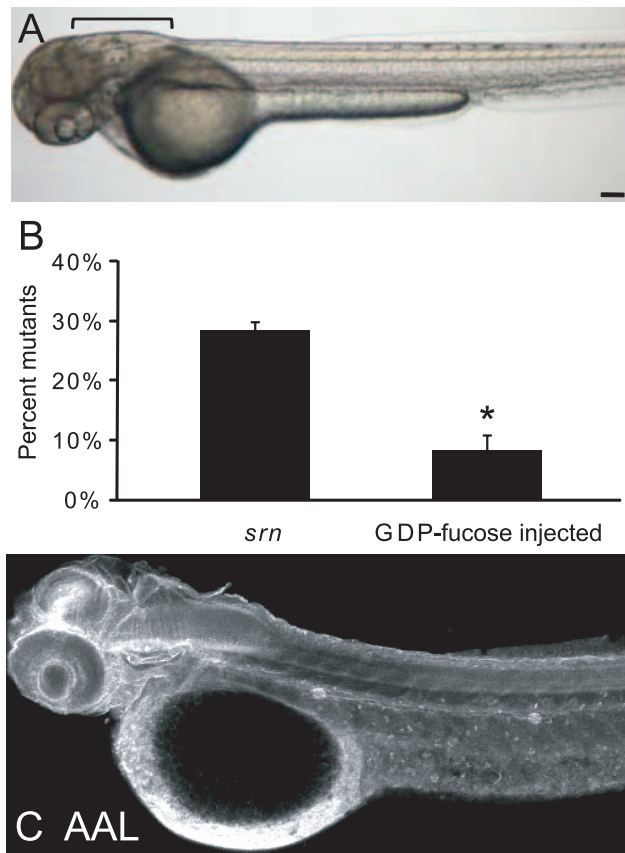 A
B
40%
30%
20%
10%
0%
Percent mutants
*
srn
GDP-fucose injected
C AAL